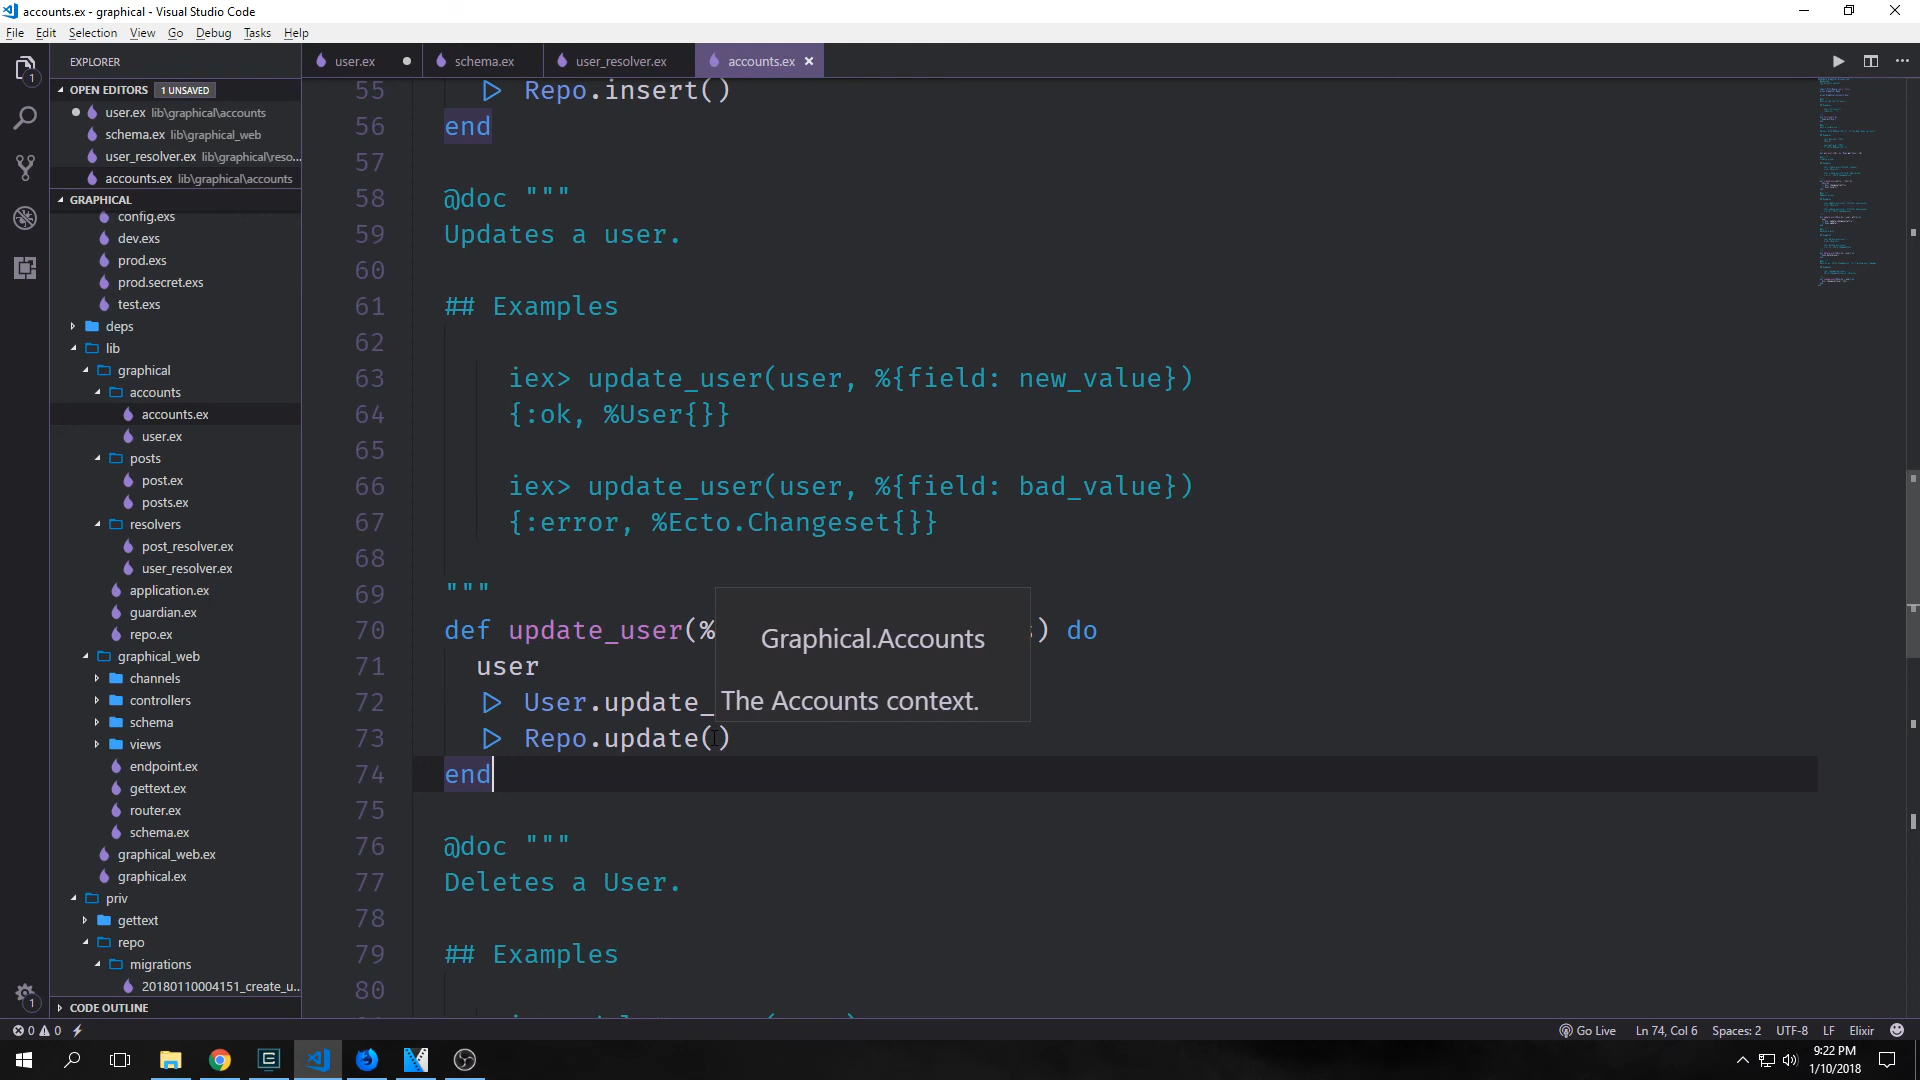 accounts.ex - graphical - Visual Studio Code
File Edit Selection View Go Debug Tasks Help
EXPLORER
user.ex
schema.ex
user_resolver.ex
accounts.ex
OPEN EDITORS 1 UNSAVED
user.ex lib\graphical\accounts
schema.ex lib\graphical_web
user_resolver.ex lib\graphical\reso...
accounts.ex lib\graphical\accounts
GRAPHICAL
config.exs
dev.exs
prod.exs
prod.secret.exs
test.exs
deps
lib
graphical
accounts
accounts.ex
user.ex
posts
post.ex
posts.ex
resolvers
post_resolver.ex
user_resolver.ex
application.ex
guardian.ex
repo.ex
graphical_web
channels
controllers
schema
views
endpoint.ex
gettext.ex
router.ex
schema.ex
graphical_web.ex
graphical.ex
priv
gettext
repo
migrations
20180110004151_create_u...
CODE OUTLINE
1
1
55 |> Repo.insert()
56 end
57
58 @doc """
59 Updates a user.
60
61 ## Examples
62
63 iex> update_user(user, %{field: new_value})
64 {:ok, %User{}}
65
66 iex> update_user(user, %{field: bad_value})
67 {:error, %Ecto.Changeset{}}
68
69 """
70 def update_user(% ) do
71 user
72 |> User.update_
73 |> Repo.update()
74 end
75
76 @doc """
77 Deletes a User.
78
79 ## Examples
80
Graphical.Accounts
The Accounts context.
0 0
Go Live Ln 74, Col 6 Spaces: 2 UTF-8 LF Elixir
9:22 PM
1/10/2018